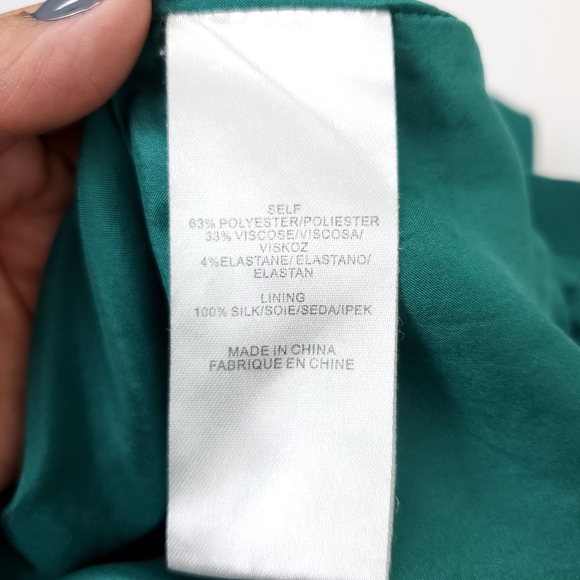 SELF
63% POLYESTER/POLIESTER
33% VISCOSE/VISCOSA/
VISKOZ
4%ELASTANE/ ELASTANO/
ELASTAN
LINING
100% SILK/SOIE/SEDA/IPEK
MADE IN CHINA
FABRIQUE EN CHINE